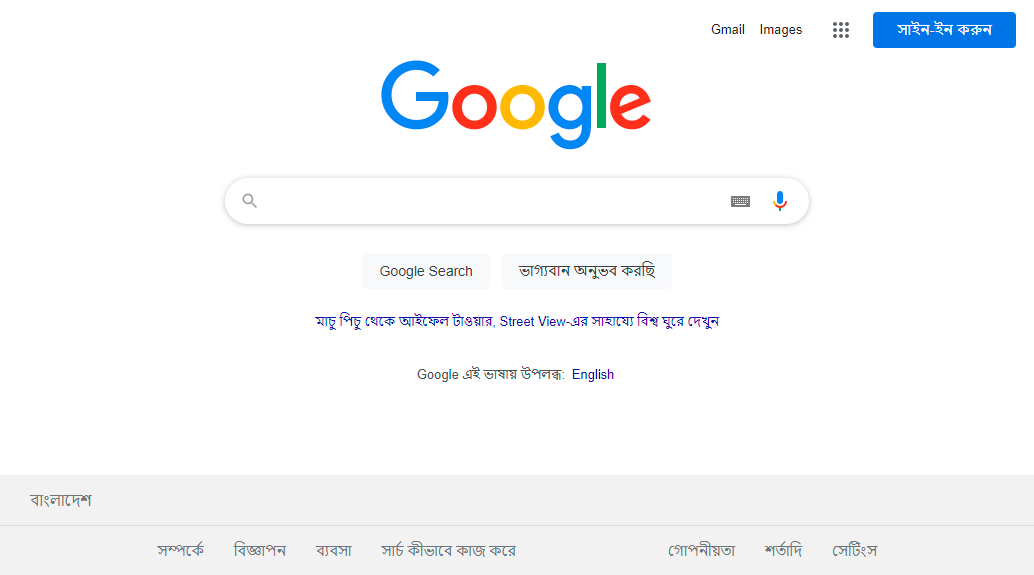 Gmail Images সাইন-ইন করুন
Google
Google Search ভাগ্যবান অনুভব করছি
মাচু পিচু থেকে আইফেল টাওয়ার, Street View-এর সাহায্যে বিশ্ব ঘুরে দেখুন
Google এই ভাষায় উপলব্ধ: English
বাংলাদেশ
সম্পর্কে বিজ্ঞাপন ব্যবসা সার্চ কীভাবে কাজ করে গোপনীয়তা শর্তাদি সেটিংস